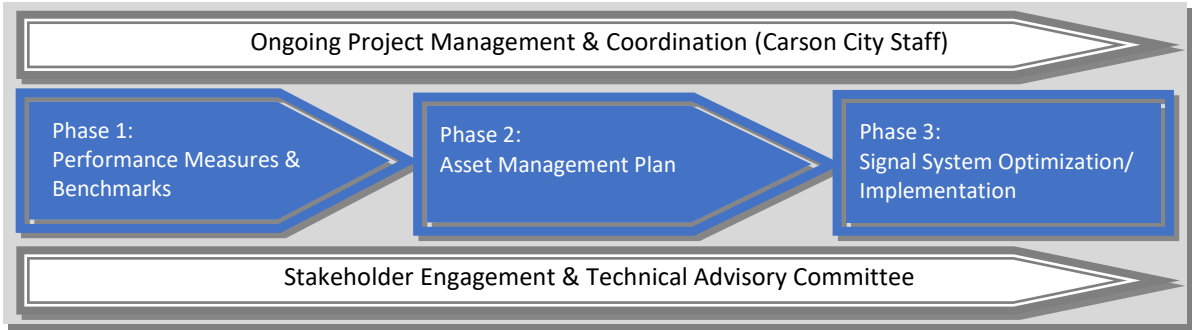 Ongoing Project Management & Coordination (Carson City Staff)
Phase 1:
Performance Measures &
Benchmarks
Phase 2:
Asset Management Plan
Phase 3:
Signal System Optimization/
Implementation
Stakeholder Engagement & Technical Advisory Committee